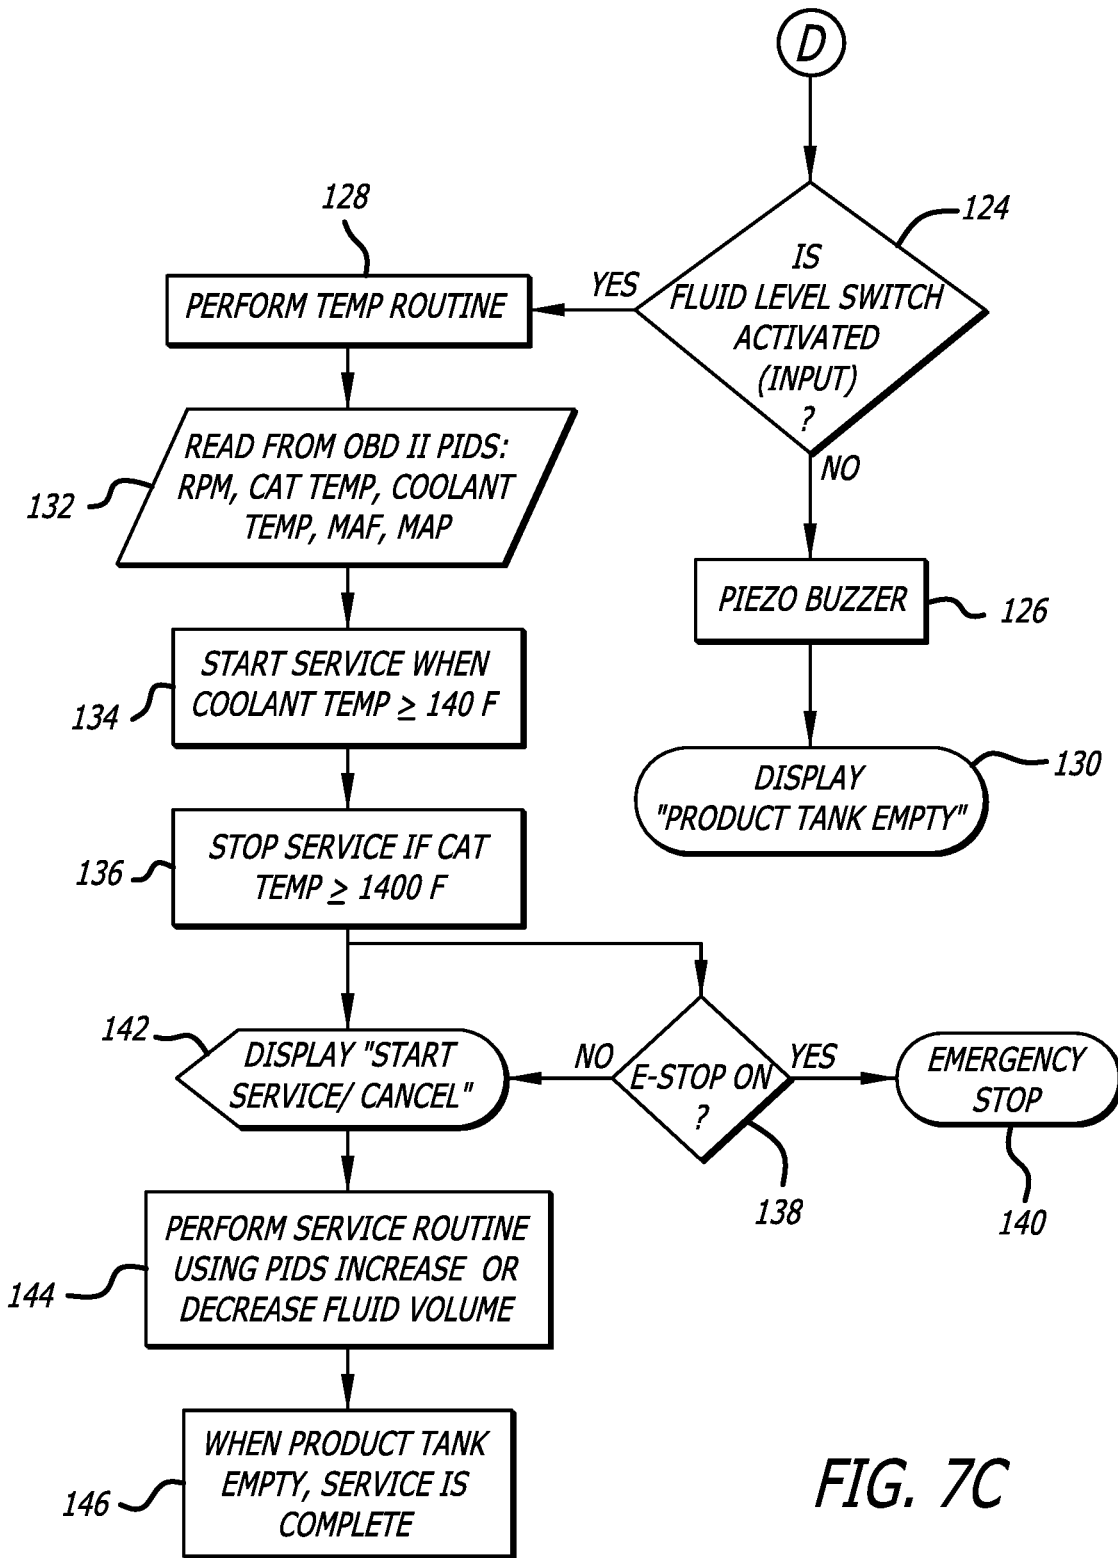 D
124
IS
FLUID LEVEL SWITCH
ACTIVATED
(INPUT)
?
YES
NO
128
PERFORM TEMP ROUTINE
READ FROM OBD II PIDS:
RPM, CAT TEMP, COOLANT
TEMP, MAF, MAP
132
PIEZO BUZZER
126
START SERVICE WHEN
COOLANT TEMP ≥ 140 F
134
DISPLAY
"PRODUCT TANK EMPTY"
130
STOP SERVICE IF CAT
TEMP ≥ 1400 F
136
142
DISPLAY "START
SERVICE/ CANCEL"
NO
E-STOP ON
?
YES
138
EMERGENCY
STOP
140
PERFORM SERVICE ROUTINE
USING PIDS INCREASE OR
DECREASE FLUID VOLUME
144
WHEN PRODUCT TANK
EMPTY, SERVICE IS
COMPLETE
146
FIG. 7C